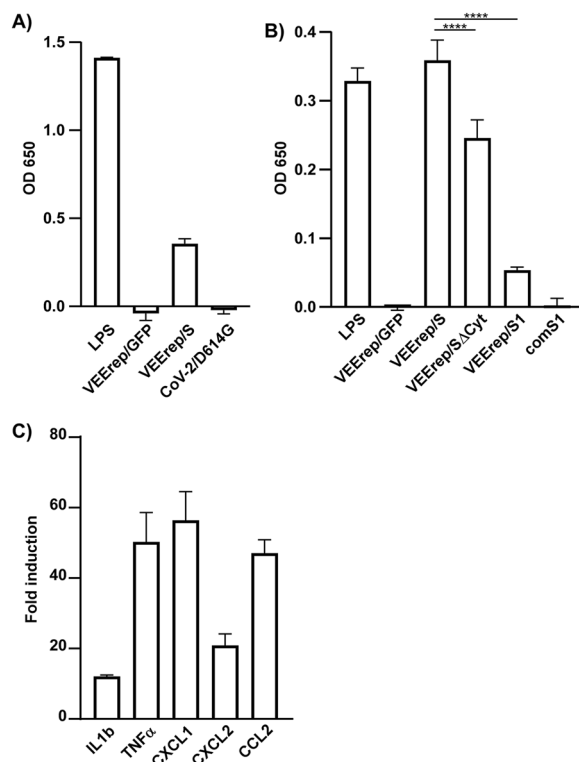 A)
OD 650
1.5
1.0
0.5
0.0
LPS
VEErep/GFP
VEErep/S
CoV-2/D614G
B)
****
****
OD 650
0.4
0.3
0.2
0.1
0.0
LPS
VEErep/GFP
VEErep/S
VEErep/SΔCyt
VEErep/S1
comS1
C)
Fold induction
80
60
40
20
0
IL1b
TNFα
CXCL1
CXCL2
CCL2